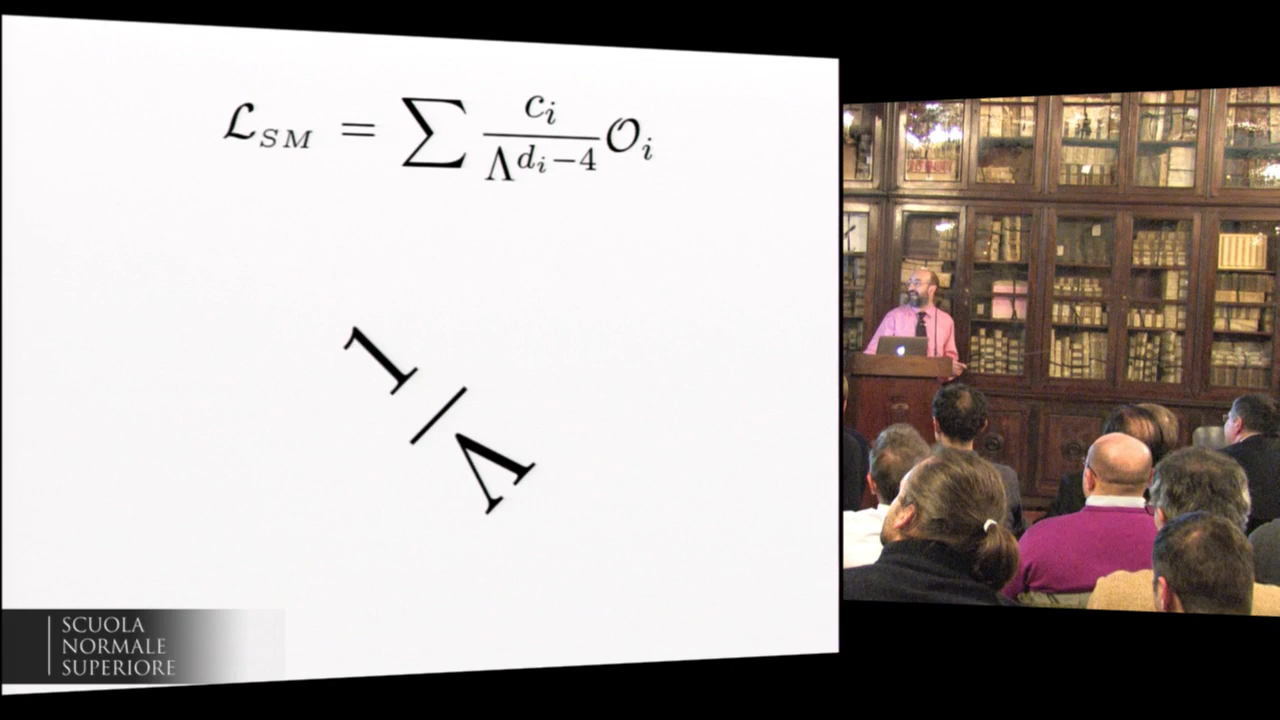 ℒ_SM = ∑ c_i / Λ^{d_i−4} 𝒪_i
1
Λ
SCUOLA
NORMALE
SUPERIORE